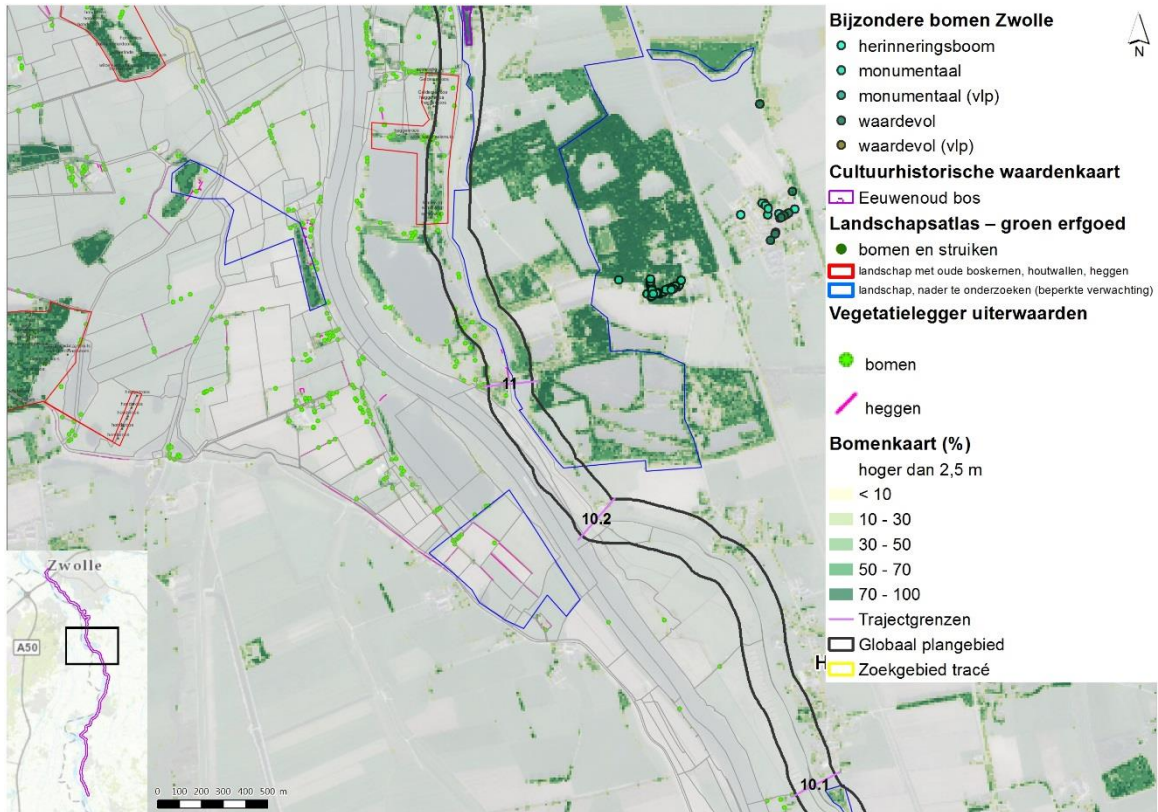 Bijzondere bomen Zwolle
herinneringsboom
monumentaal
monumentaal (vlp)
waardevol
waardevol (vlp)
Cultuurhistorische waardenkaart
Eeuwenoud bos
Landschapsatlas – groen erfgoed
bomen en struiken
landschap met oude boskernen, houtwallen, heggen
landschap, nader te onderzoeken (beperkte verwachting)
Vegetatielegger uiterwaarden
bomen
heggen
Bomenkaart (%)
hoger dan 2,5 m
< 10
10 - 30
30 - 50
50 - 70
70 - 100
Trajectgrenzen
Globaal plangebied
Zoekgebied tracé
N
11
10.2
H
10.1
Zwolle
A50
0 100 200 300 400 500 m